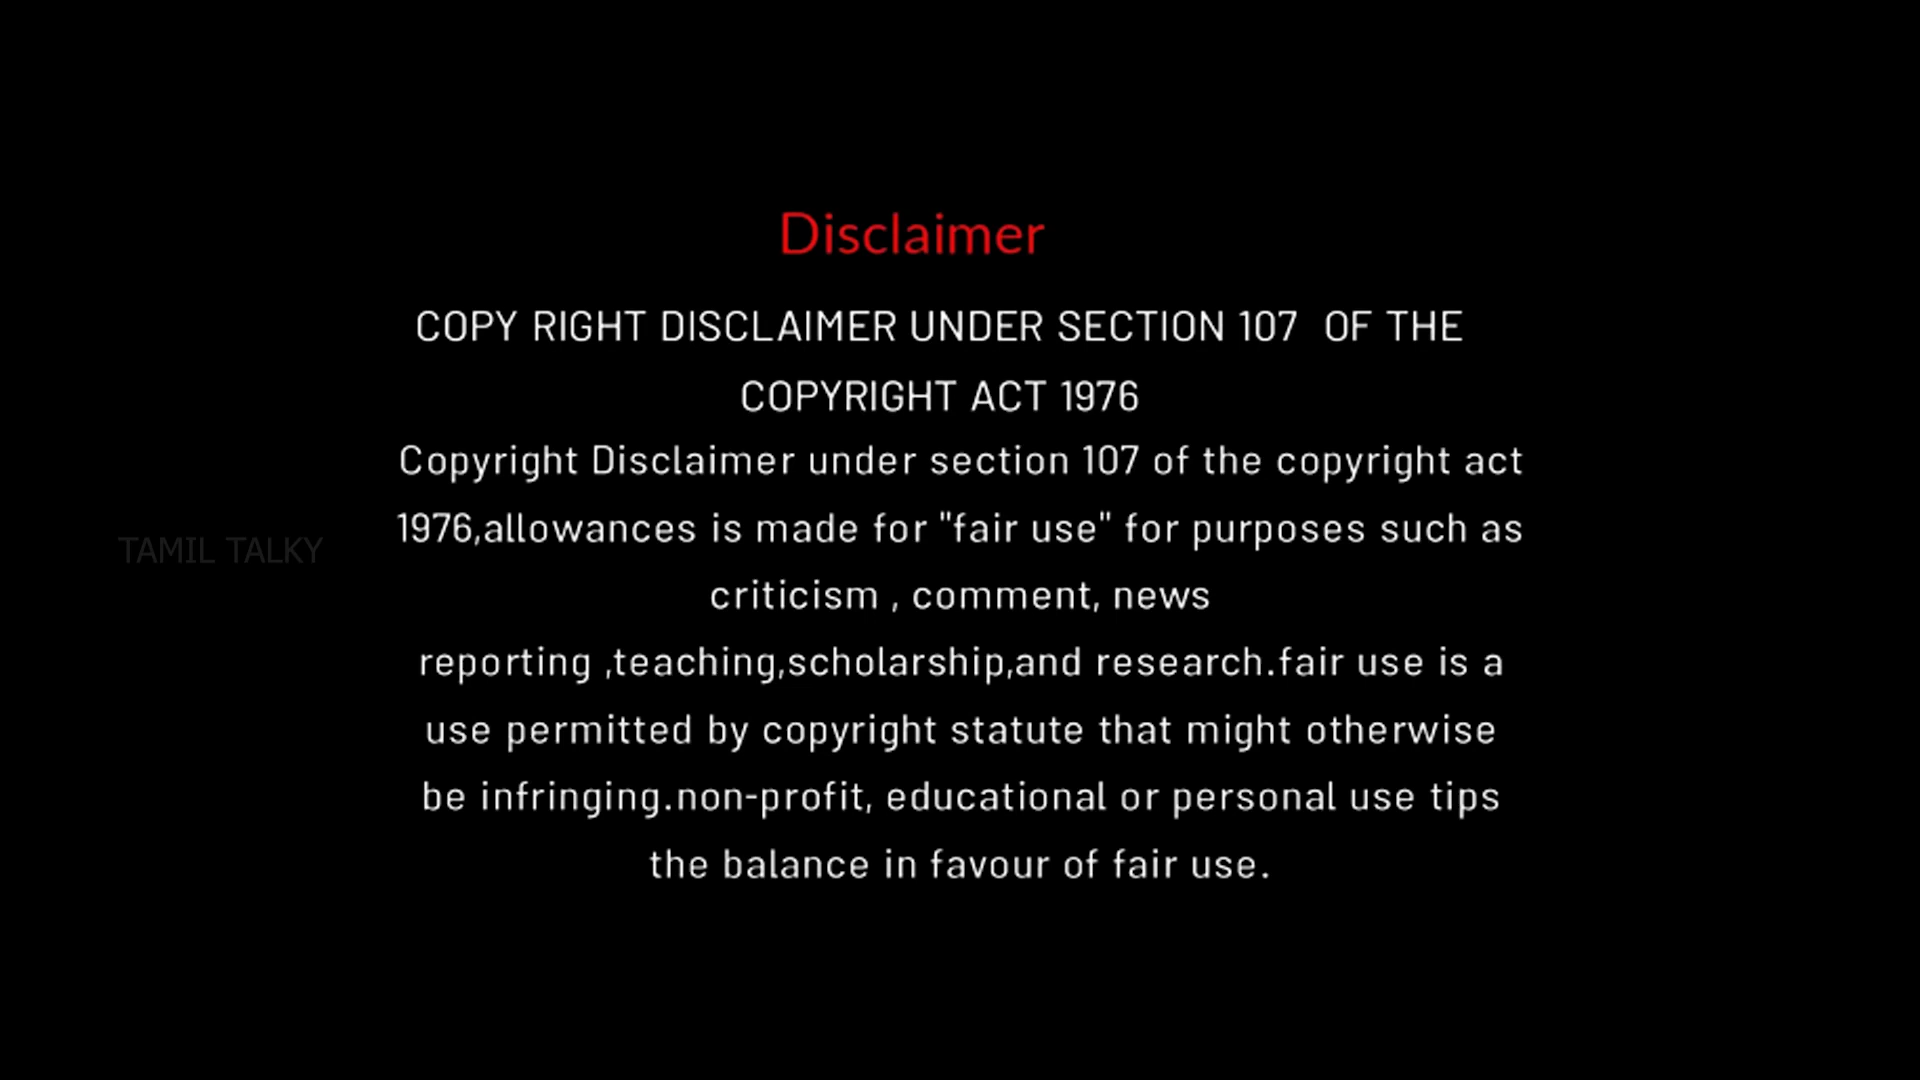 Disclaimer
COPY RIGHT DISCLAIMER UNDER SECTION 107 OF THE
COPYRIGHT ACT 1976
Copyright Disclaimer under section 107 of the copyright act
1976,allowances is made for "fair use" for purposes such as
TAMIL TALKY
criticism , comment, news
reporting ,teaching,scholarship,and research.fair use is a
use permitted by copyright statute that might otherwise
be infringing.non-profit, educational or personal use tips
the balance in favour of fair use.